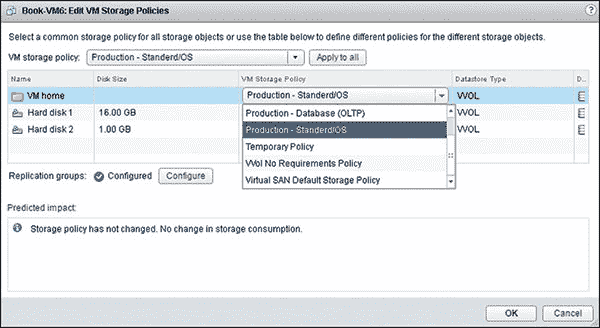 Book-VM6: Edit VM Storage Policies
Select a common storage policy for all storage objects or use the table below to define different policies for the different storage objects.
VM storage policy: Production - Standerd/OS Apply to all
Name Disk Size VM Storage Policy Datastore Type D..
VM home Production - Standerd/OS VVOL
Hard disk 1 16.00 GB Production - Database (OLTP) VVOL
Hard disk 2 1.00 GB Production - Standerd/OS VVOL
Temporary Policy
VVol No Requirements Policy
Replication groups: Configured Configure Virtual SAN Default Storage Policy
Predicted impact:
Storage policy has not changed. No change in storage consumption.
OK Cancel